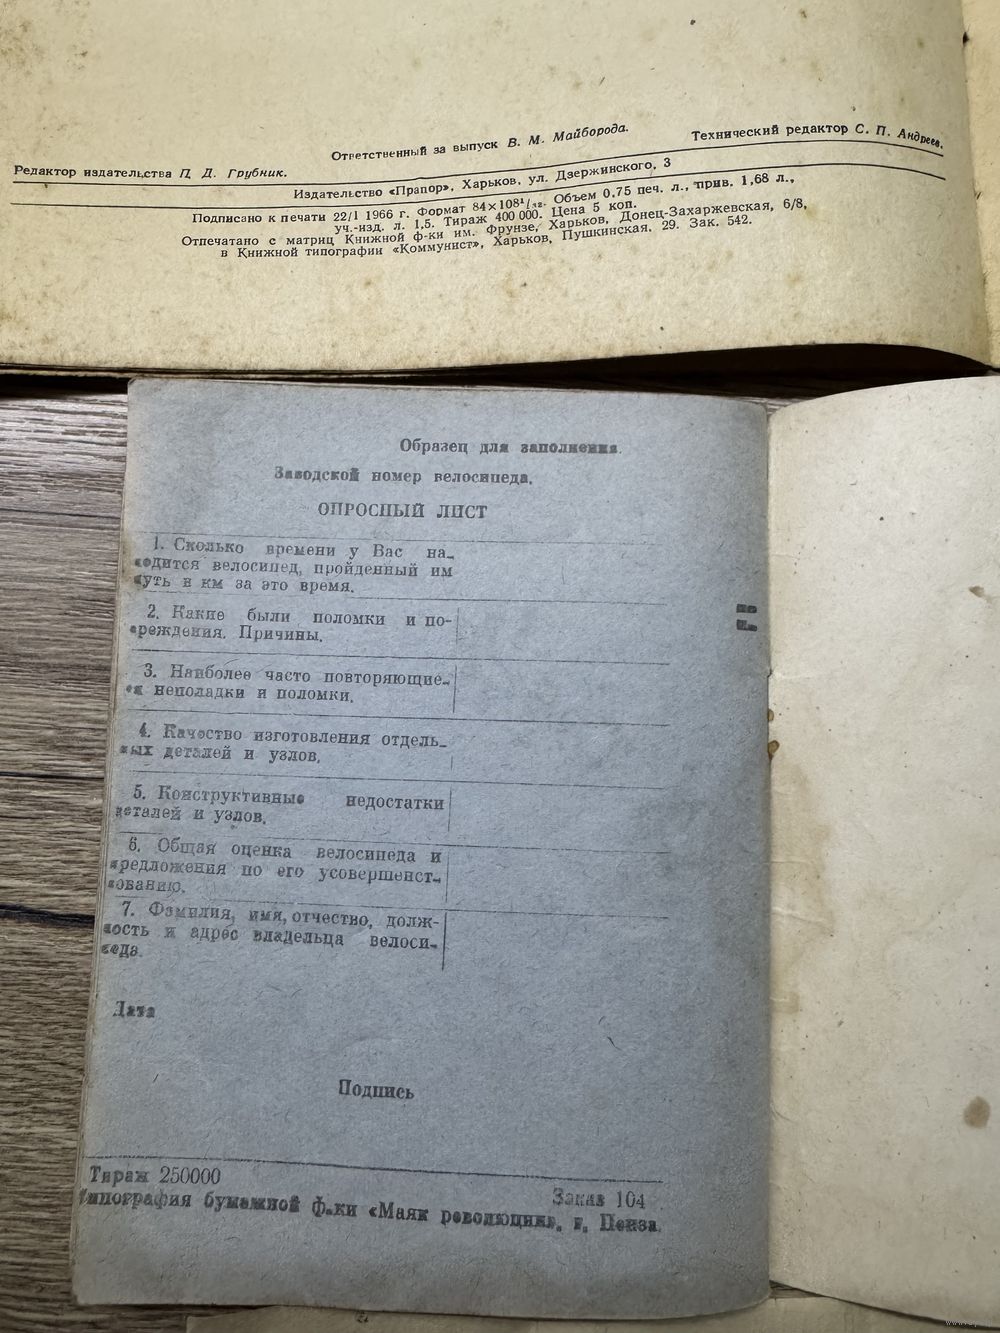 Ответственный за выпуск В. М. Майборода.
Редактор издательства П. Д. Грубник.
Технический редактор С. П. Андреев.
Издательство «Прапор», Харьков, ул. Дзержинского, 3
Подписано к печати 22/I 1966 г. Формат 84×108¹/₃₂. Объем 0,75 печ. л., прив. 1,68 л.,
уч.-изд. л. 1,5. Тираж 400 000. Цена 5 коп.
Отпечатано с матриц Книжной ф-ки им. Фрунзе, Харьков, Донец-Захаржевская, 6/8,
в Книжной типографии «Коммунист», Харьков, Пушкинская, 29. Зак. 542.
Образец для заполнения.
Заводской номер велосипеда.
ОПРОСНЫЙ ЛИСТ
1. Сколько времени у Вас на-
ходится велосипед, пройденный им
путь в км за это время.
2. Какие были поломки и по-
вреждения. Причины.
3. Наиболее часто повторяющие-
ся неполадки и поломки.
4. Качество изготовления отдель-
ных деталей и узлов.
5. Конструктивные недостатки
деталей и узлов.
6. Общая оценка велосипеда и
предложения по его усовершенст-
вованию.
7. Фамилия, имя, отчество, долж-
ность и адрес владельца велоси-
педа.
Дата
Подпись
Тираж 250000
Заказ 104
Типография бумажной ф-ки «Маяк революции», г. Пенза.